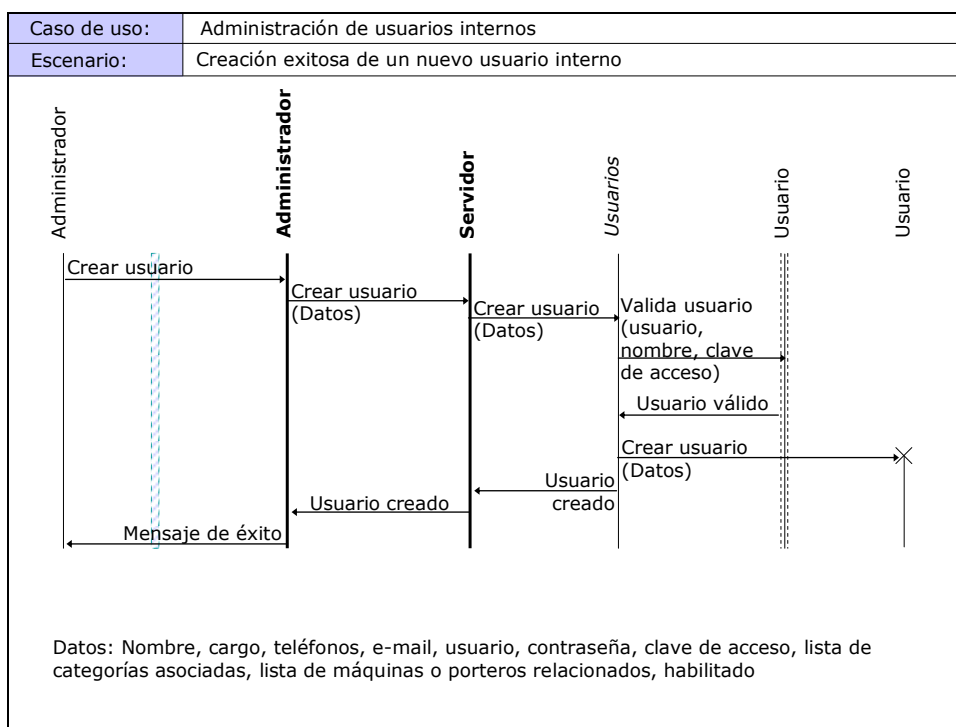 Caso de uso: Administración de usuarios internos
Escenario: Creación exitosa de un nuevo usuario interno
Administrador
Administrador
Servidor
Usuarios
Usuario
Usuario
Crear usuario
Crear usuario
(Datos)
Crear usuario
(Datos)
Valida usuario
(usuario,
nombre, clave
de acceso)
Usuario válido
Crear usuario
(Datos)
Usuario
creado
Usuario creado
Mensaje de éxito
Datos: Nombre, cargo, teléfonos, e-mail, usuario, contraseña, clave de acceso, lista de
categorías asociadas, lista de máquinas o porteros relacionados, habilitado